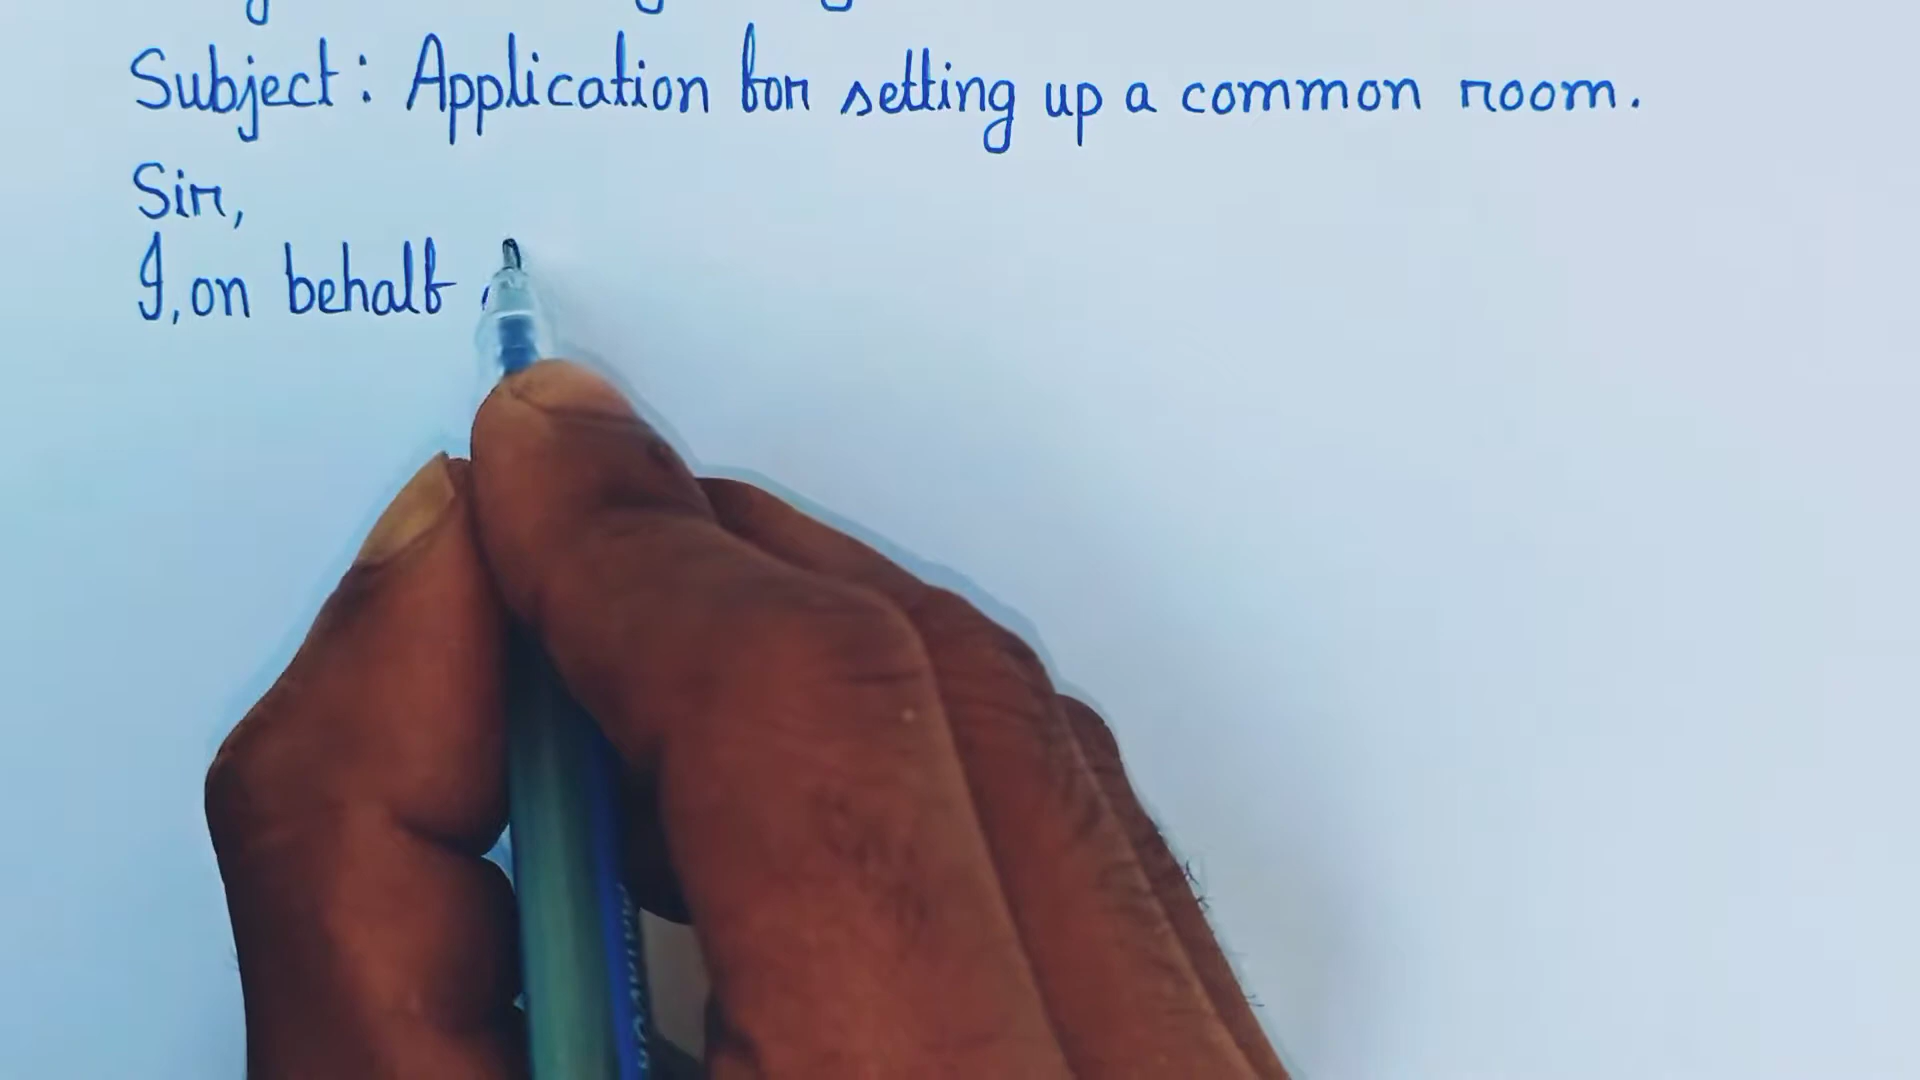 Subject: Application for setting up a common room.
Sir,
I, on behalf